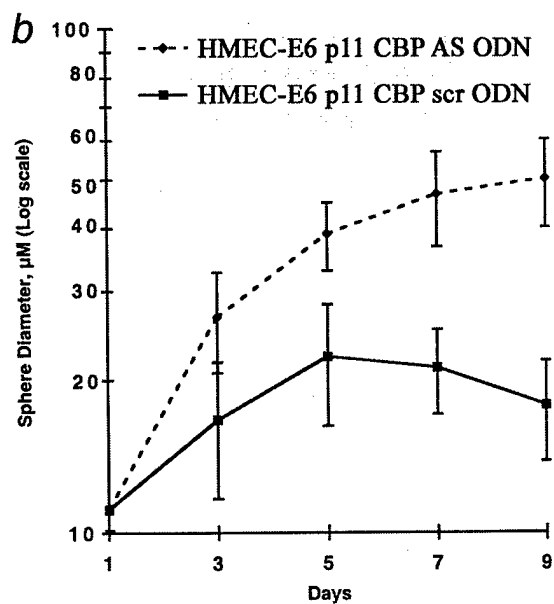 b
100
90
80
60
50
40
30
20
10
HMEC-E6 p11 CBP AS ODN
HMEC-E6 p11 CBP scr ODN
Sphere Diameter, µM (Log scale)
1 3 5 7 9
Days